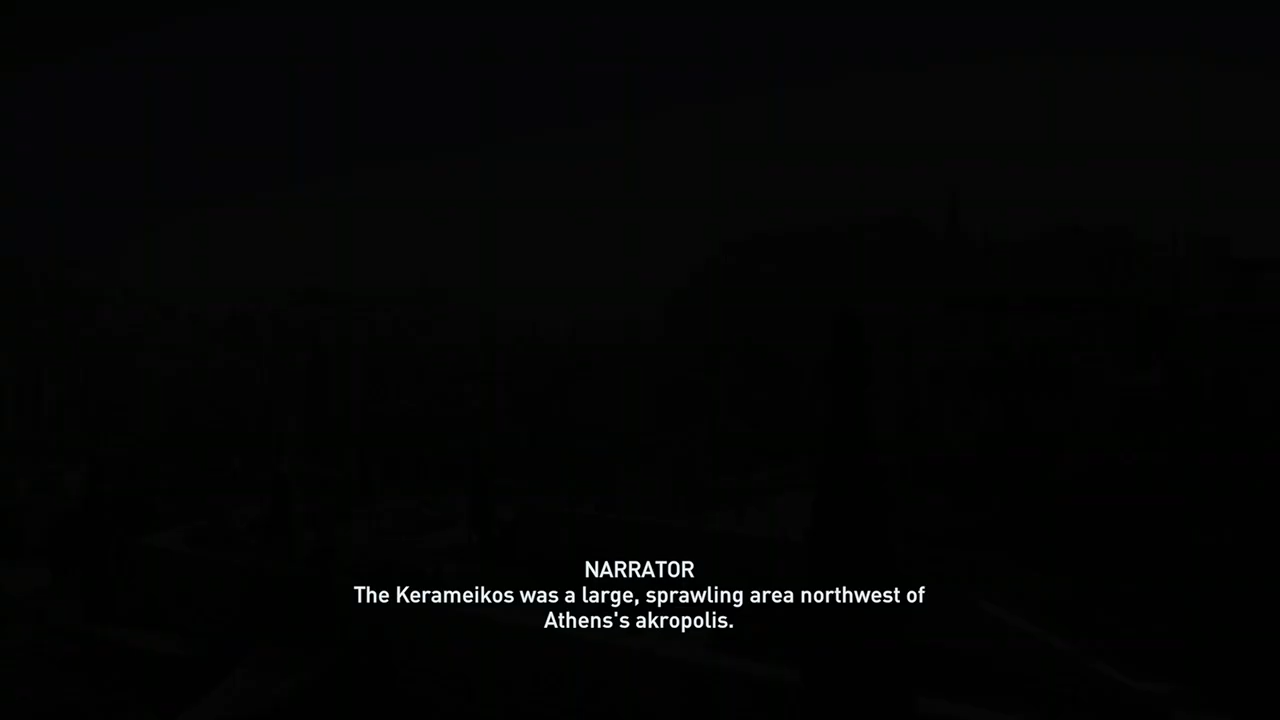 NARRATOR
The Kerameikos was a large, sprawling area northwest of
Athens's akropolis.